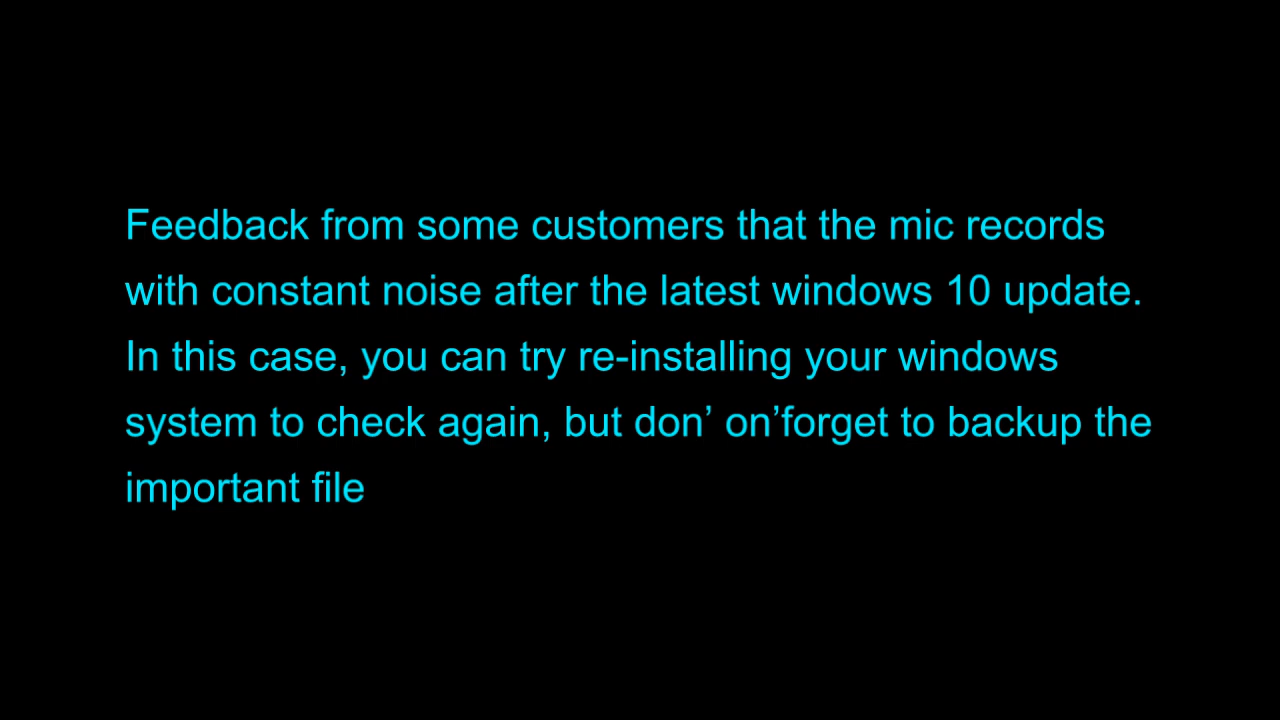 Feedback from some customers that the mic records
with constant noise after the latest windows 10 update.
In this case, you can try re-installing your windows
system to check again, but don’ on’forget to backup the
important file